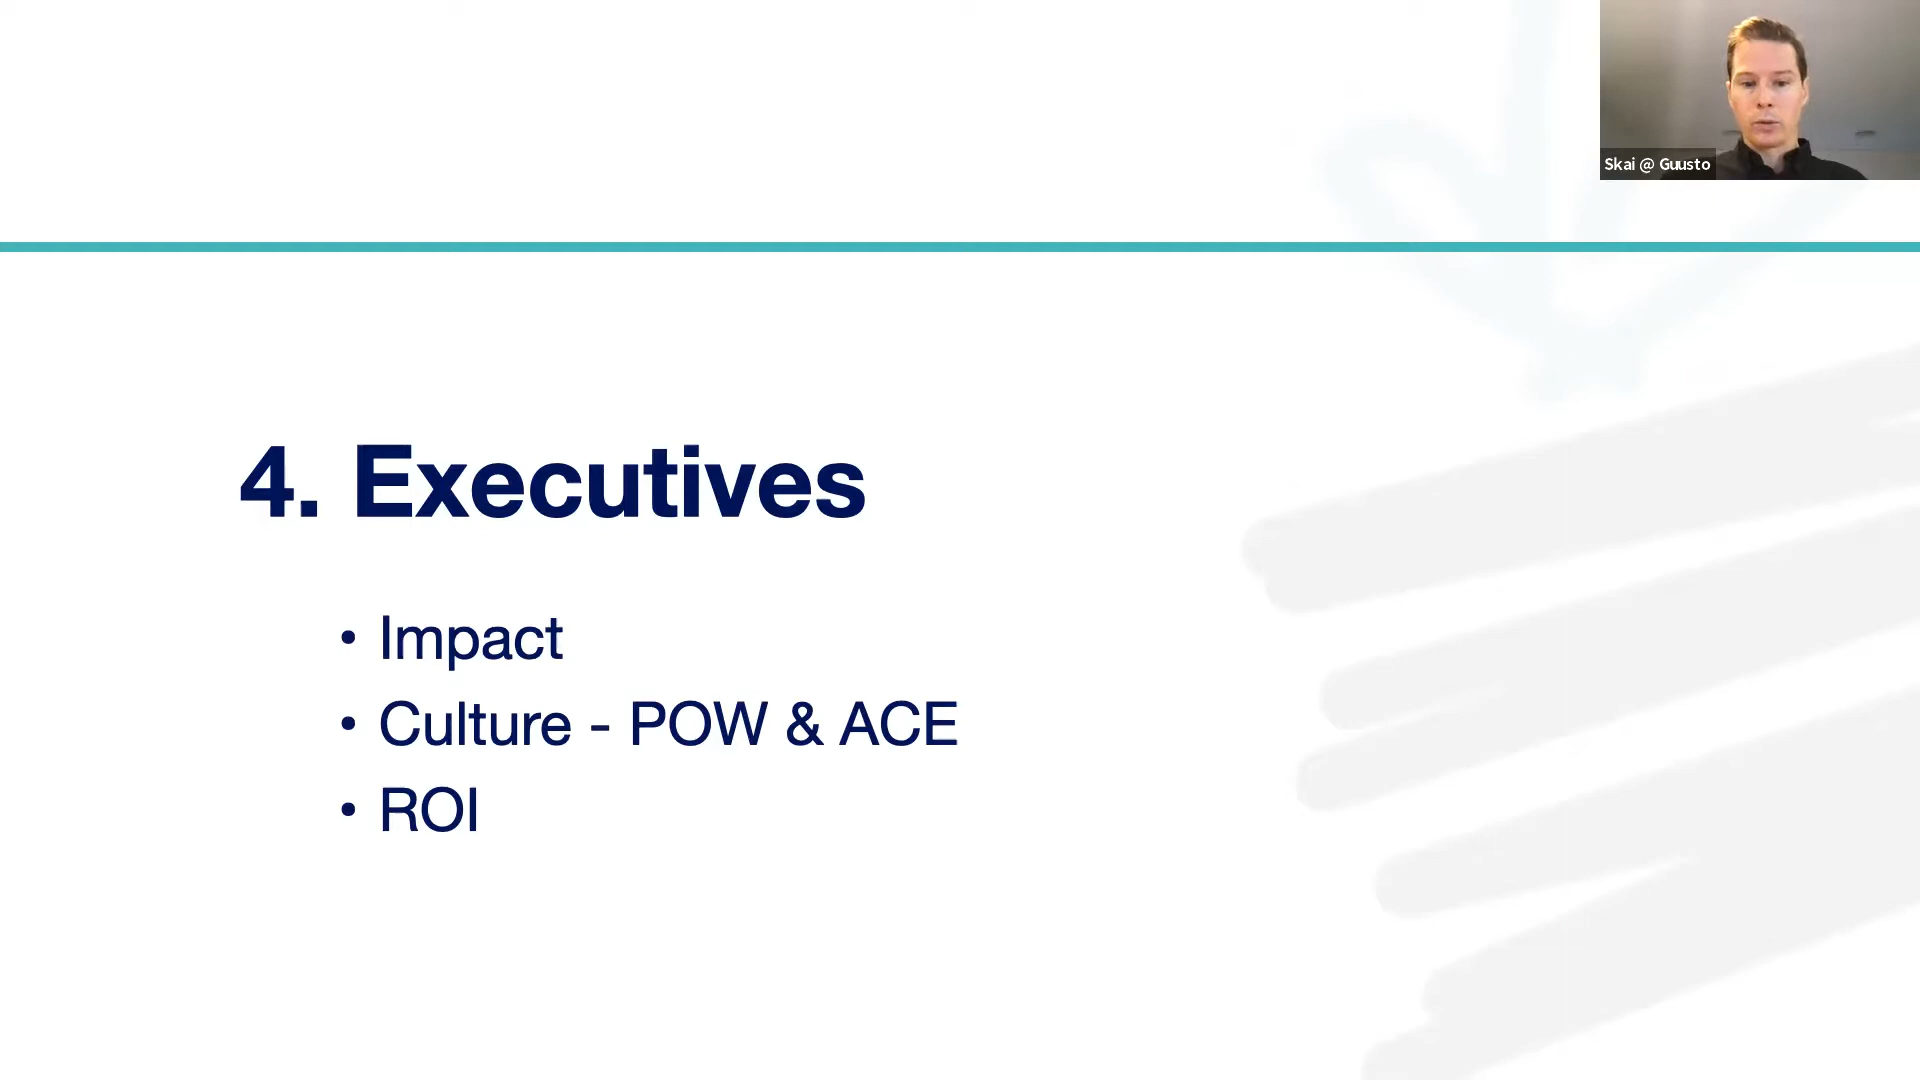 Skai @ Guusto
4. Executives
• Impact
• Culture - POW & ACE
• ROI